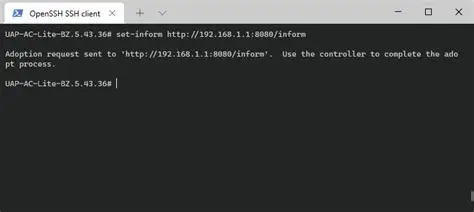 OpenSSH SSH client
UAP-AC-Lite-BZ.5.43.36# set-inform http://192.168.1.1:8080/inform
Adoption request sent to 'http://192.168.1.1:8080/inform'.  Use the controller to complete the ado
pt process.
UAP-AC-Lite-BZ.5.43.36#